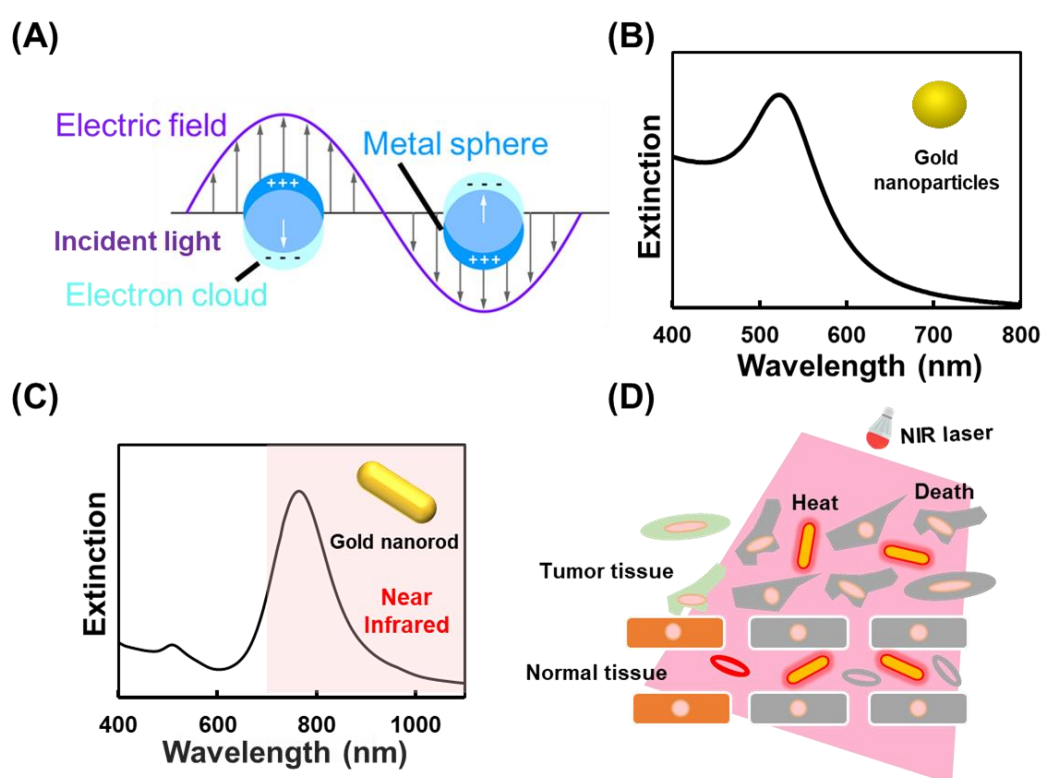 (A)
Electric field
Metal sphere
+++
- - -
Incident light
- - -
+++
Electron cloud
(B)
Extinction
Gold
nanoparticles
400 500 600 700 800
Wavelength (nm)
(C)
Extinction
Gold nanorod
Near
Infrared
400 600 800 1000
Wavelength (nm)
(D)
NIR laser
Heat
Death
Tumor tissue
Normal tissue